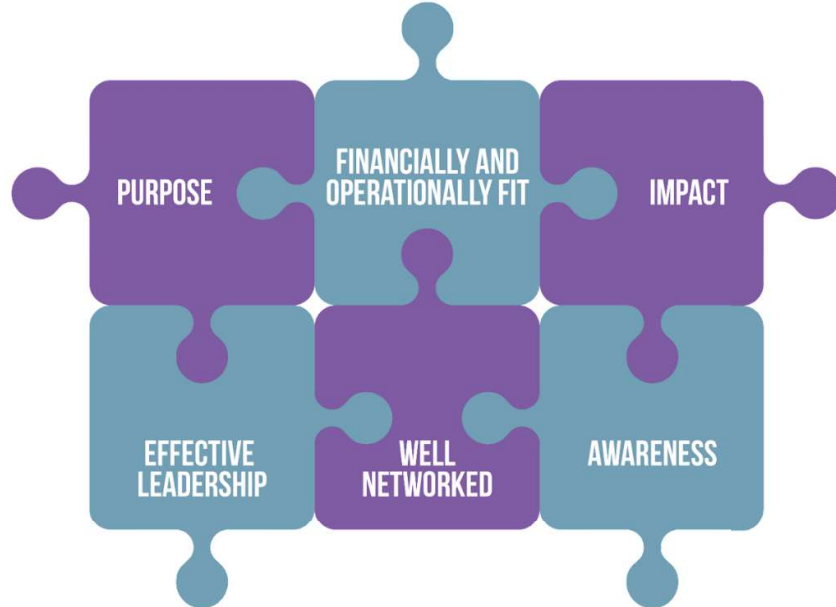 PURPOSE
FINANCIALLY AND
OPERATIONALLY FIT
IMPACT
EFFECTIVE
LEADERSHIP
WELL
NETWORKED
AWARENESS